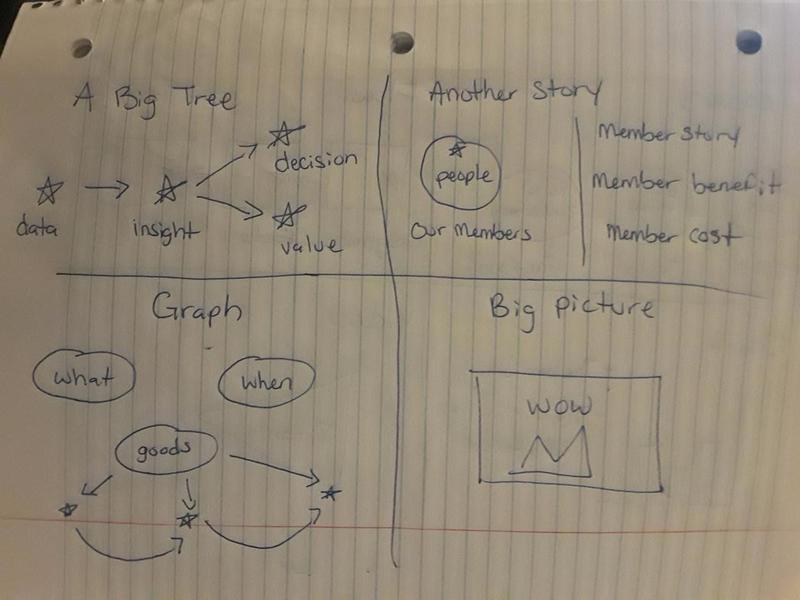 A Big Tree
decision
data
insight
value
Another Story
people
Our Members
Member Story
Member benefit
Member cost
Graph
what
when
goods
Big Picture
WOW